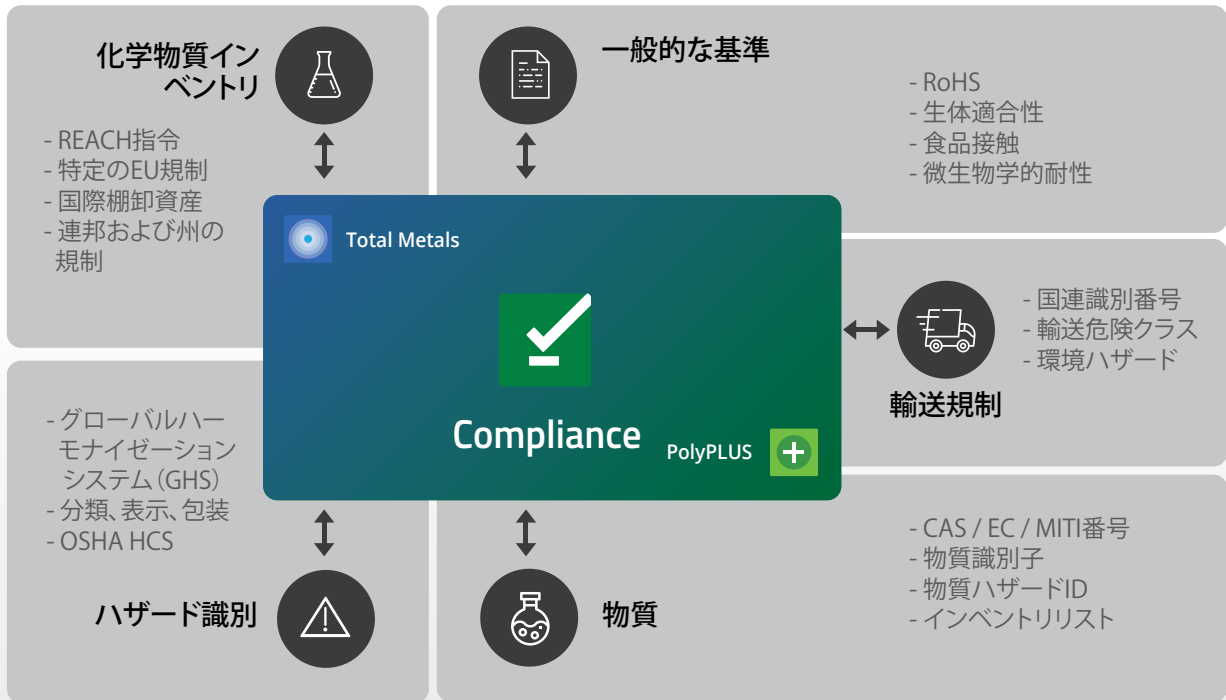 化学物質イン
ベントリ
- REACH指令
- 特定のEU規制
- 国際棚卸資産
- 連邦および州の
規制
一般的な基準
- RoHS
- 生体適合性
- 食品接触
- 微生物学的耐性
Total Metals
Compliance
PolyPLUS
- 国連識別番号
- 輸送危険クラス
- 環境ハザード
輸送規制
- グローバルハー
モナイゼーション
システム（GHS）
- 分類、表示、包装
- OSHA HCS
ハザード識別
物質
- CAS / EC / MITI番号
- 物質識別子
- 物質ハザードID
- インベントリリスト